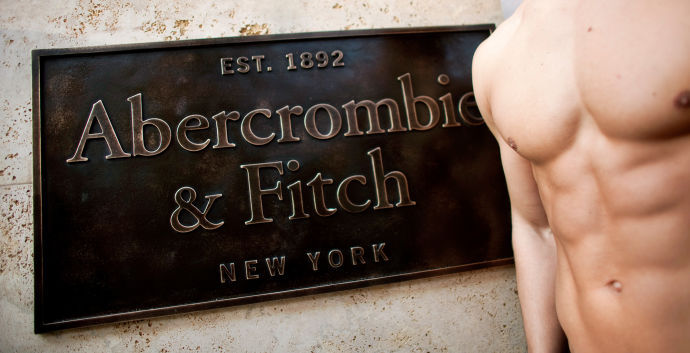 EST. 1892
Abercrombie
& Fitch
NEW YORK